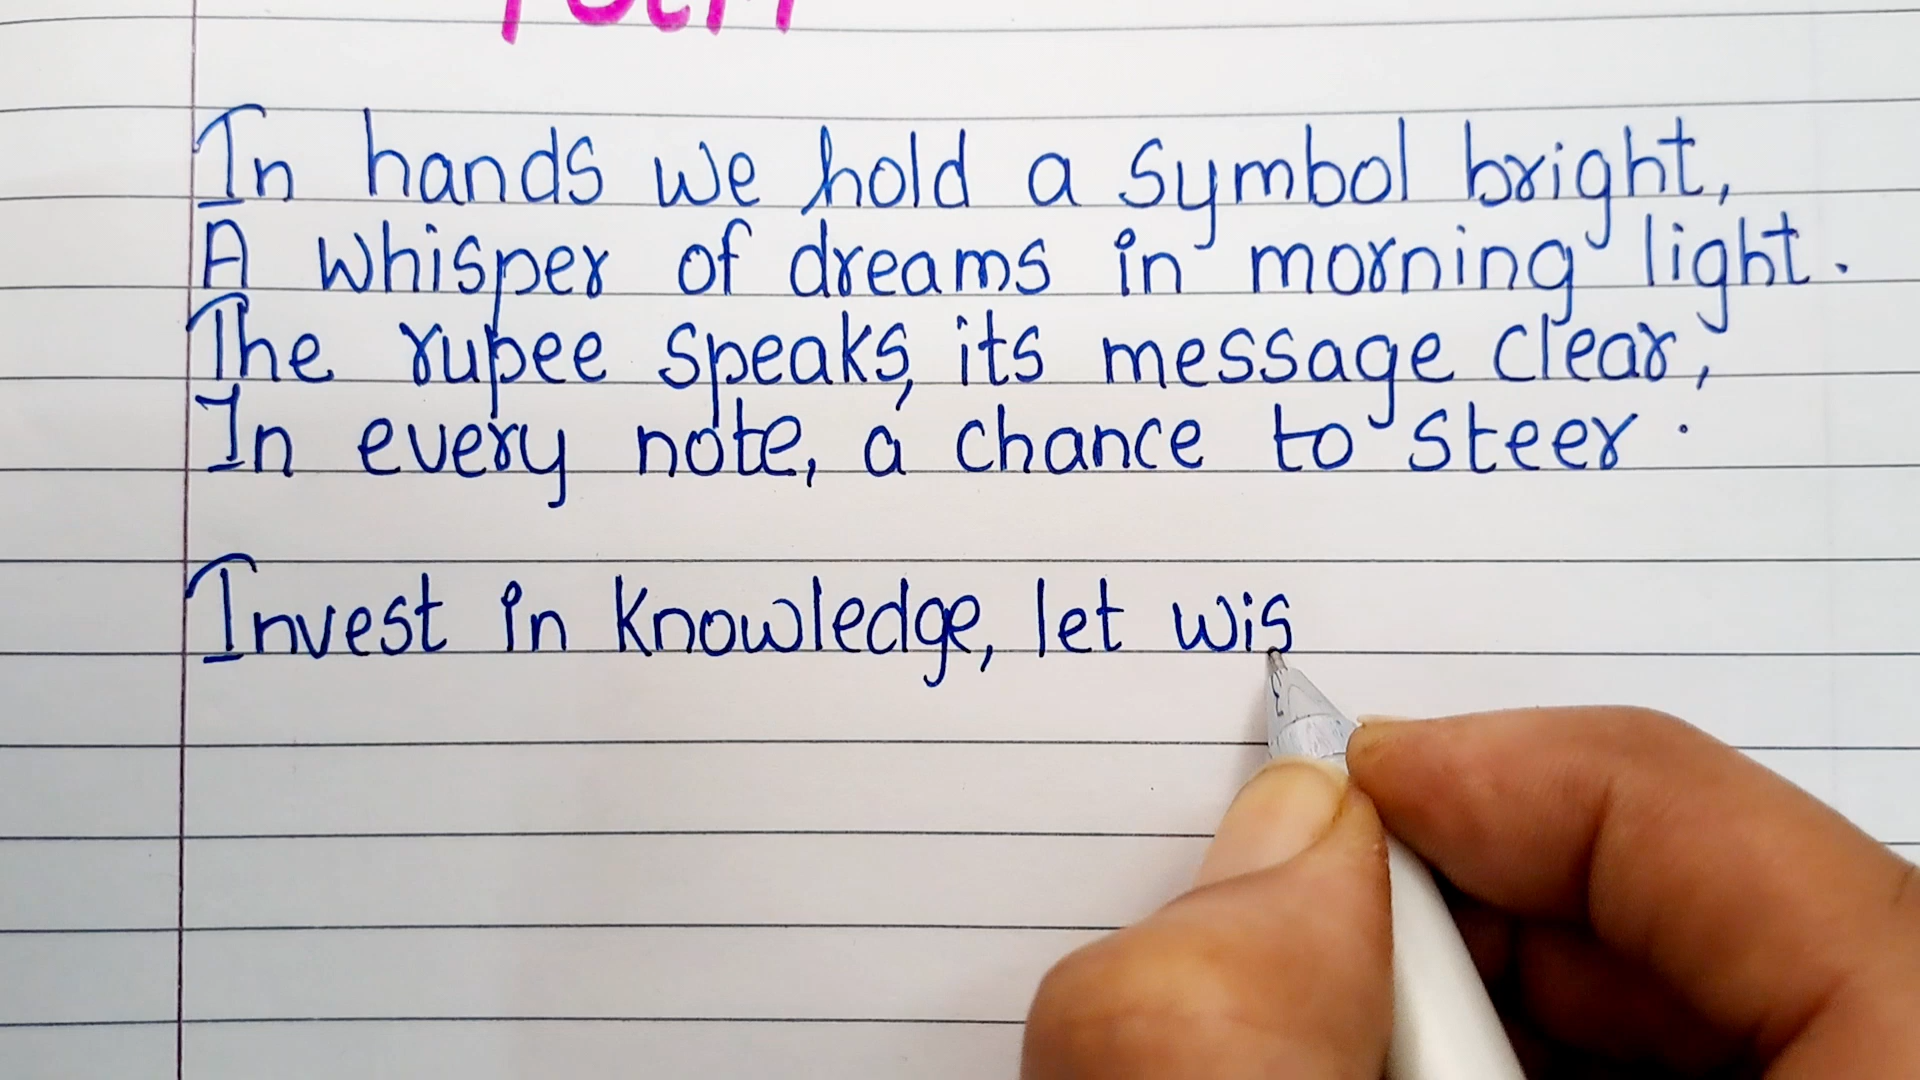 In hands we hold a symbol bright,
A whisper of dreams in morning light.
The rupee speaks, its message clear,
In every note, a chance to steer.
Invest in knowledge, let wis